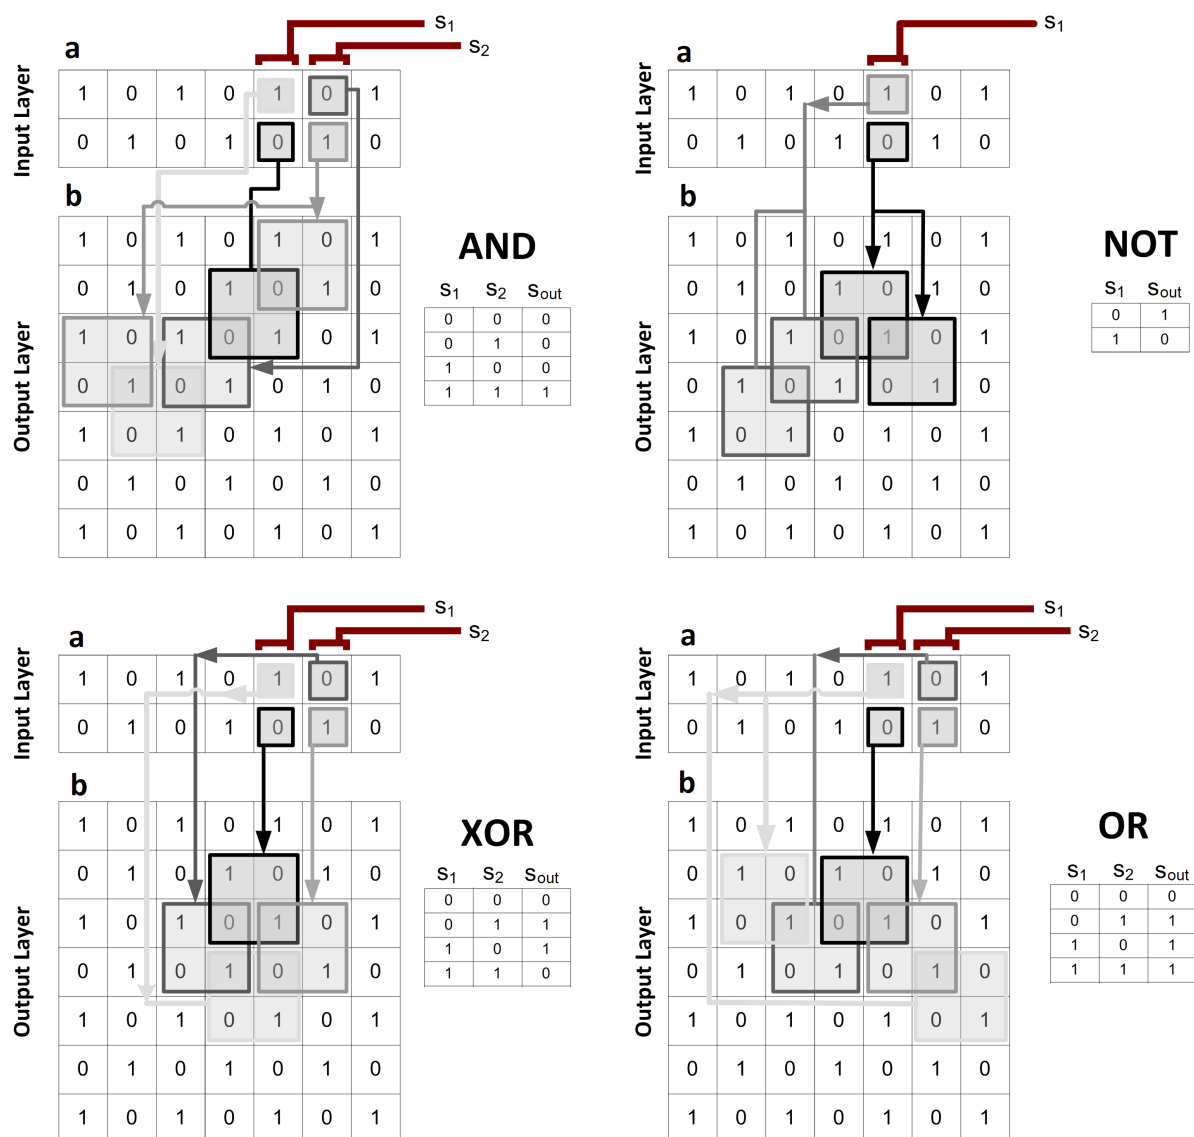 s1
s2
a
Input Layer
1 0 1 0 1 0 1
0 1 0 1 0 1 0
b
Output Layer
1 0 1 0 1 0 1
0 1 0 1 0 1 0
1 0 1 0 1 0 1
0 1 0 1 0 1 0
1 0 1 0 1 0 1
0 1 0 1 0 1 0
1 0 1 0 1 0 1
AND
s1 s2 sout
0 0 0
0 1 0
1 0 0
1 1 1
s1
a
Input Layer
1 0 1 0 1 0 1
0 1 0 1 0 1 0
b
Output Layer
1 0 1 0 1 0 1
0 1 0 1 0 1 0
1 0 1 0 1 0 1
0 1 0 1 0 1 0
1 0 1 0 1 0 1
0 1 0 1 0 1 0
1 0 1 0 1 0 1
NOT
s1 sout
0 1
1 0
s1
s2
a
Input Layer
1 0 1 0 1 0 1
0 1 0 1 0 1 0
b
Output Layer
1 0 1 0 1 0 1
0 1 0 1 0 1 0
1 0 1 0 1 0 1
0 1 0 1 0 1 0
1 0 1 0 1 0 1
0 1 0 1 0 1 0
1 0 1 0 1 0 1
XOR
s1 s2 sout
0 0 0
0 1 1
1 0 1
1 1 0
s1
s2
a
Input Layer
1 0 1 0 1 0 1
0 1 0 1 0 1 0
b
Output Layer
1 0 1 0 1 0 1
0 1 0 1 0 1 0
1 0 1 0 1 0 1
0 1 0 1 0 1 0
1 0 1 0 1 0 1
0 1 0 1 0 1 0
1 0 1 0 1 0 1
OR
s1 s2 sout
0 0 0
0 1 1
1 0 1
1 1 1